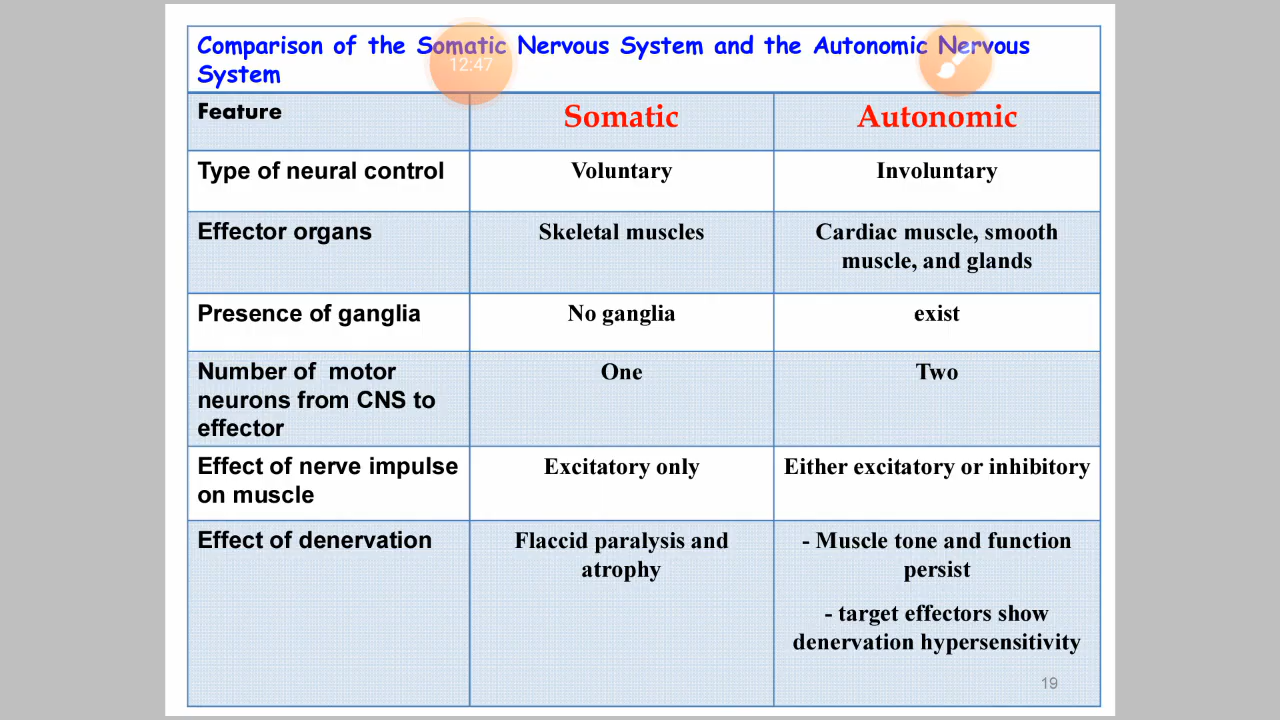 Comparison of the Somatic Nervous System and the Autonomic Nervous
System
12:47
Feature
Somatic
Autonomic
Type of neural control
Voluntary
Involuntary
Effector organs
Skeletal muscles
Cardiac muscle, smooth
muscle, and glands
Presence of ganglia
No ganglia
exist
Number of motor
neurons from CNS to
effector
One
Two
Effect of nerve impulse
on muscle
Excitatory only
Either excitatory or inhibitory
Effect of denervation
Flaccid paralysis and
atrophy
- Muscle tone and function
persist
- target effectors show
denervation hypersensitivity
19